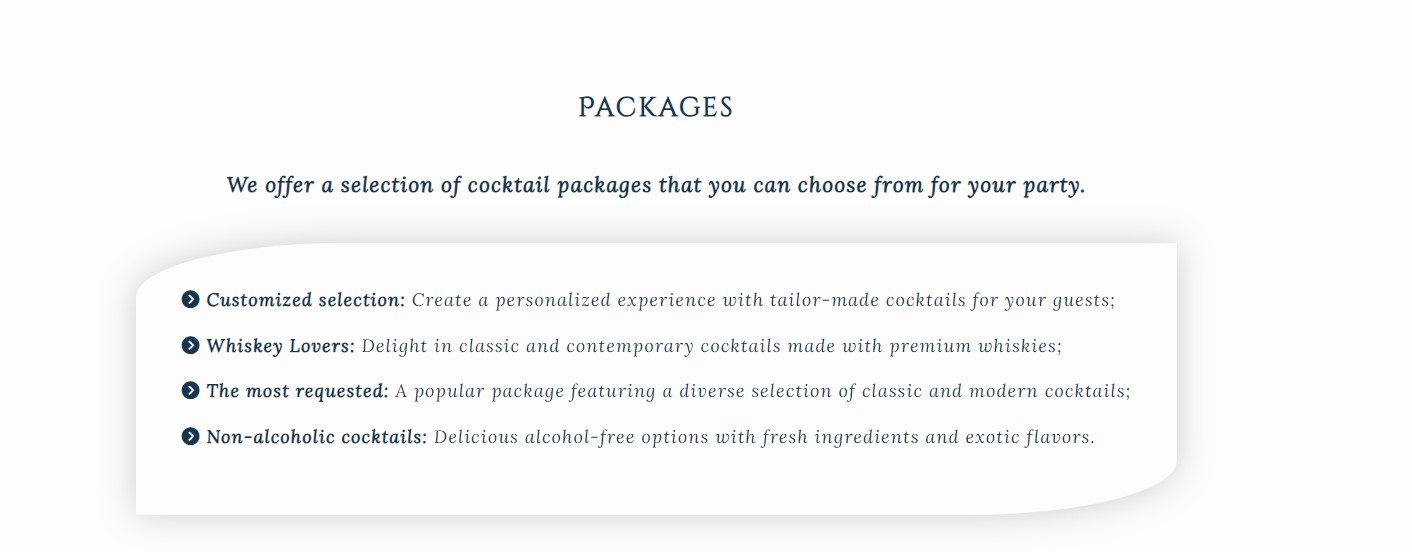 PACKAGES
We offer a selection of cocktail packages that you can choose from for your party.
Customized selection: Create a personalized experience with tailor-made cocktails for your guests;
Whiskey Lovers: Delight in classic and contemporary cocktails made with premium whiskies;
The most requested: A popular package featuring a diverse selection of classic and modern cocktails;
Non-alcoholic cocktails: Delicious alcohol-free options with fresh ingredients and exotic flavors.